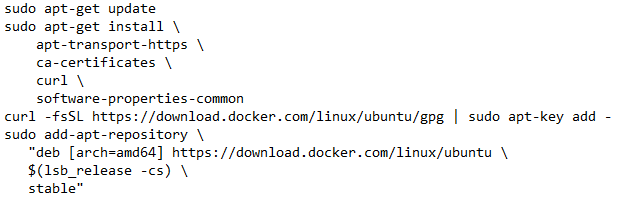 sudo apt-get update
sudo apt-get install \
    apt-transport-https \
    ca-certificates \
    curl \
    software-properties-common
curl -fsSL https://download.docker.com/linux/ubuntu/gpg | sudo apt-key add -
sudo add-apt-repository \
   "deb [arch=amd64] https://download.docker.com/linux/ubuntu \
   $(lsb_release -cs) \
   stable"